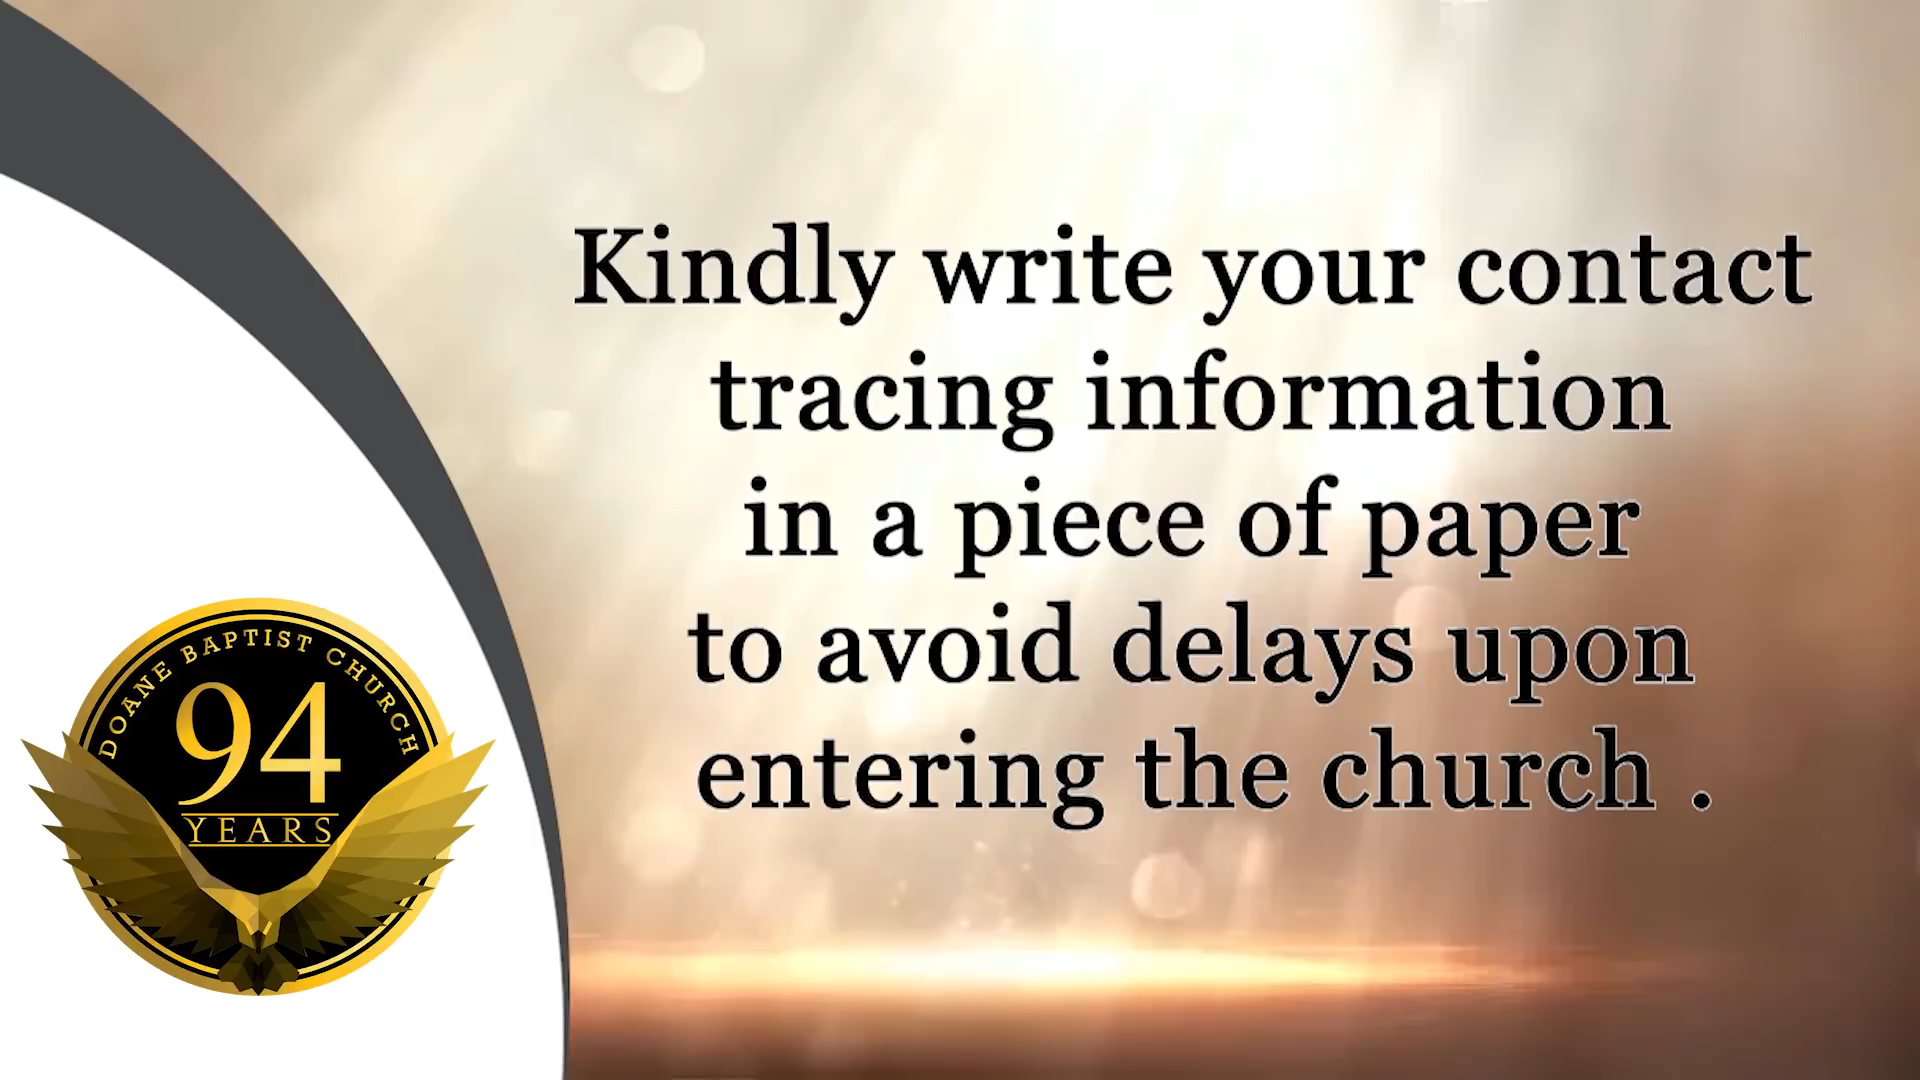 Kindly write your contact
tracing information
in a piece of paper
to avoid delays upon
entering the church .
DOANE BAPTIST CHURCH
94
YEARS